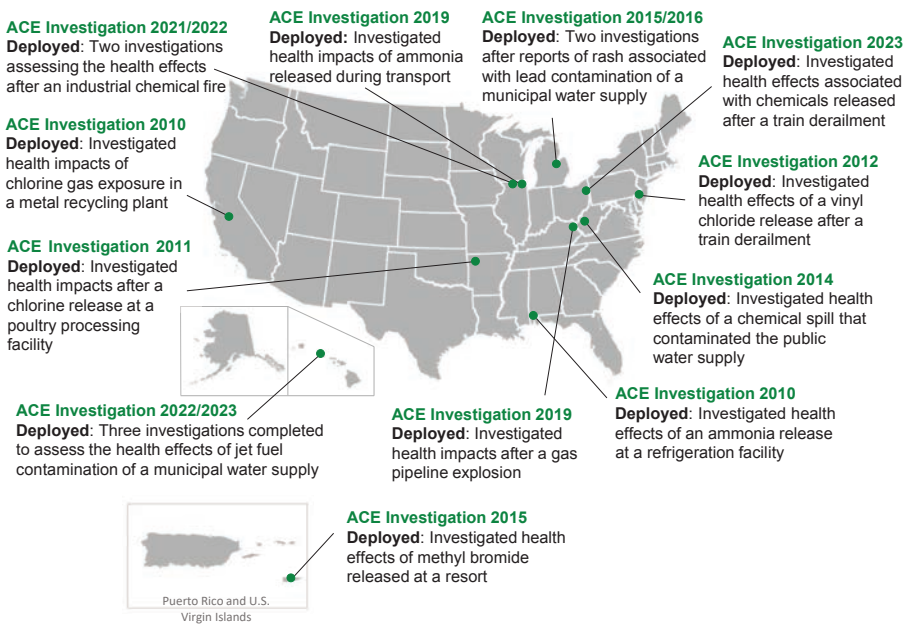 ACE Investigation 2021/2022
Deployed: Two investigations
assessing the health effects
after an industrial chemical fire
ACE Investigation 2019
Deployed: Investigated
health impacts of ammonia
released during transport
ACE Investigation 2015/2016
Deployed: Two investigations
after reports of rash associated
with lead contamination of a
municipal water supply
ACE Investigation 2023
Deployed: Investigated
health effects associated
with chemicals released
after a train derailment
ACE Investigation 2010
Deployed: Investigated
health impacts of
chlorine gas exposure in
a metal recycling plant
ACE Investigation 2012
Deployed: Investigated
health effects of a vinyl
chloride release after a
train derailment
ACE Investigation 2011
Deployed: Investigated
health impacts after a
chlorine release at a
poultry processing
facility
ACE Investigation 2014
Deployed: Investigated health
effects of a chemical spill that
contaminated the public
water supply
ACE Investigation 2022/2023
Deployed: Three investigations completed
to assess the health effects of jet fuel
contamination of a municipal water supply
ACE Investigation 2019
Deployed: Investigated
health impacts after a gas
pipeline explosion
ACE Investigation 2010
Deployed: Investigated health
effects of an ammonia release
at a refrigeration facility
ACE Investigation 2015
Deployed: Investigated health
effects of methyl bromide
released at a resort
Puerto Rico and U.S.
Virgin Islands